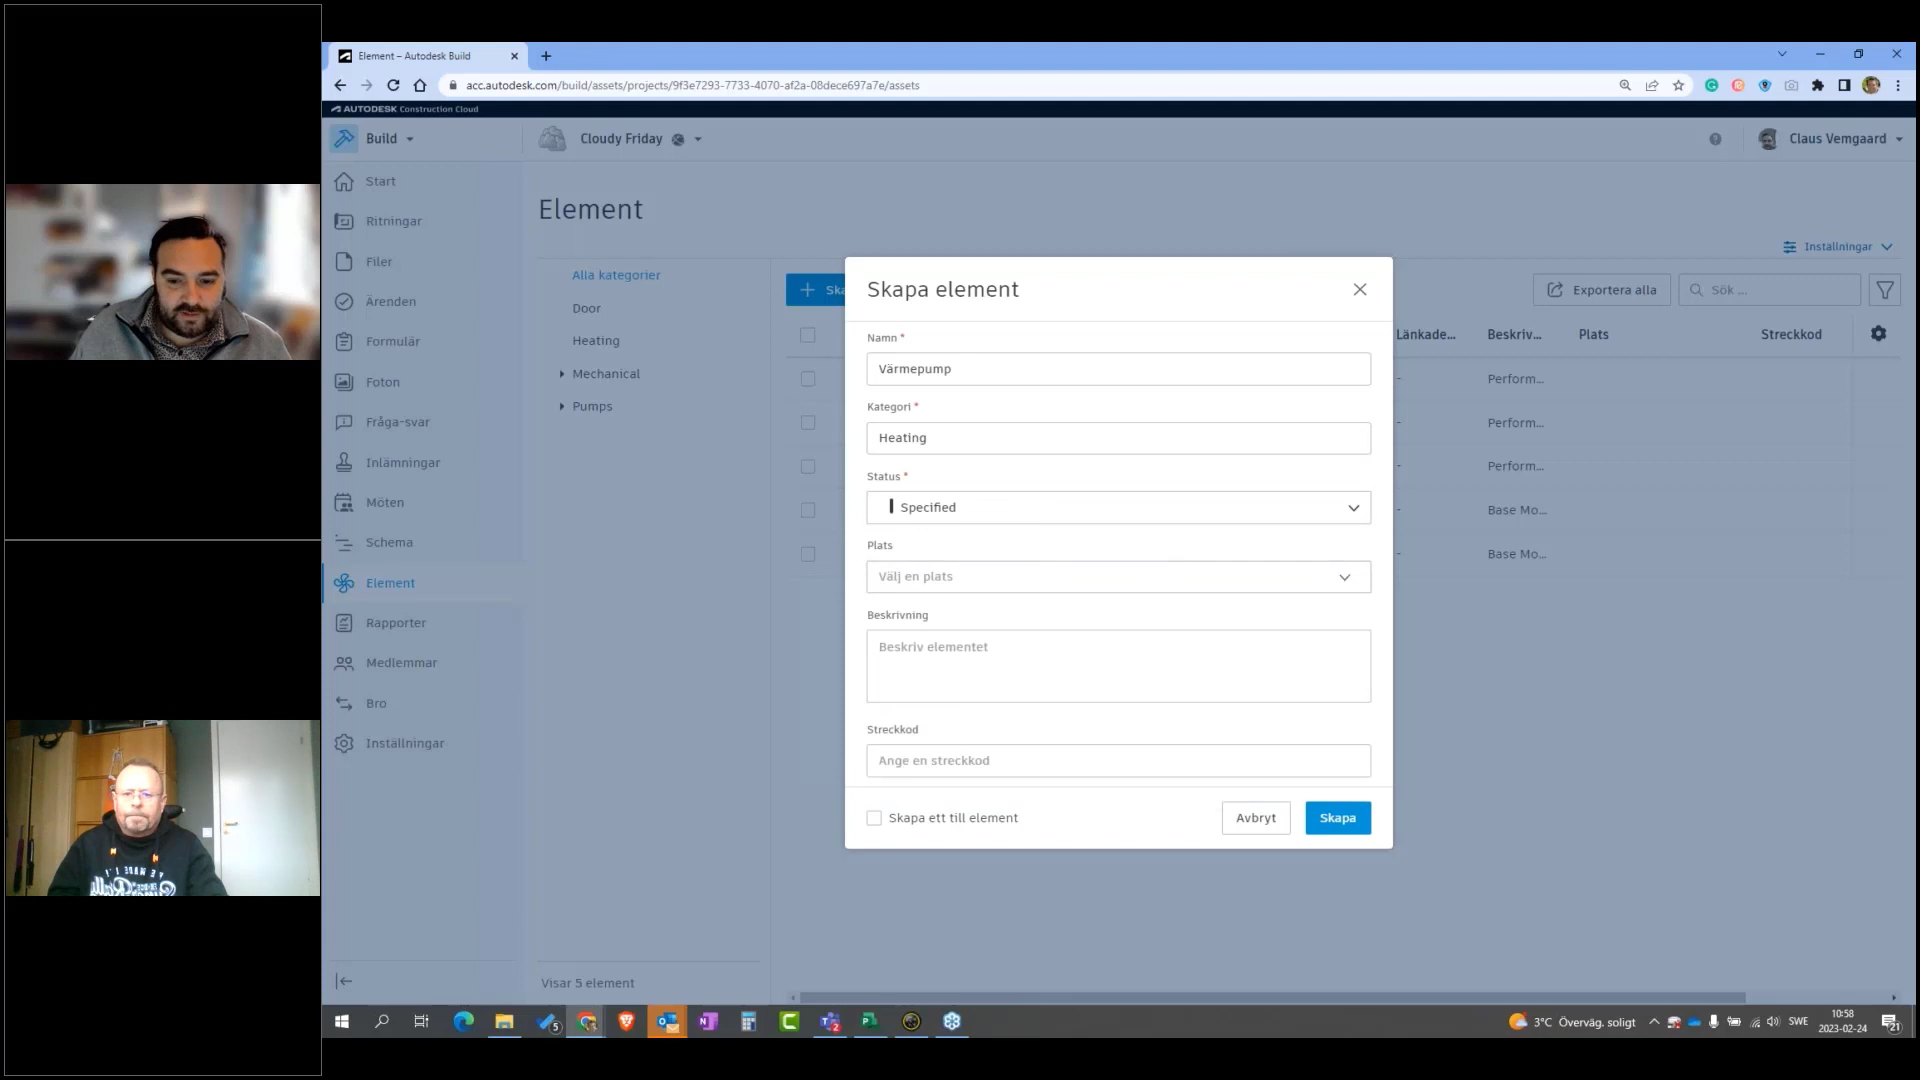 Element – Autodesk Build
acc.autodesk.com/build/assets/projects/9f3e7293-7733-4070-af2a-08dece697a7e/assets
AUTODESK Construction Cloud
Build
Cloudy Friday
Claus Vemgaard
Start
Ritningar
Filer
Ärenden
Formulär
Foton
Fråga-svar
Inlämningar
Möten
Schema
Element
Rapporter
Medlemmar
Bro
Inställningar
Element
Inställningar
Alla kategorier
Door
Heating
Mechanical
Pumps
Visar 5 element
Ska
Exportera alla
Sök ...
Länkade...
Beskriv...
Plats
Streckkod
-
Perform...
-
Perform...
-
Perform...
-
Base Mo...
-
Base Mo...
Skapa element
Namn *
Värmepump
Kategori *
Heating
Status *
Specified
Plats
Välj en plats
Beskrivning
Beskriv elementet
Streckkod
Ange en streckkod
Skapa ett till element
Avbryt
Skapa
3°C Överväg. soligt
SWE
10:58
2023-02-24
21